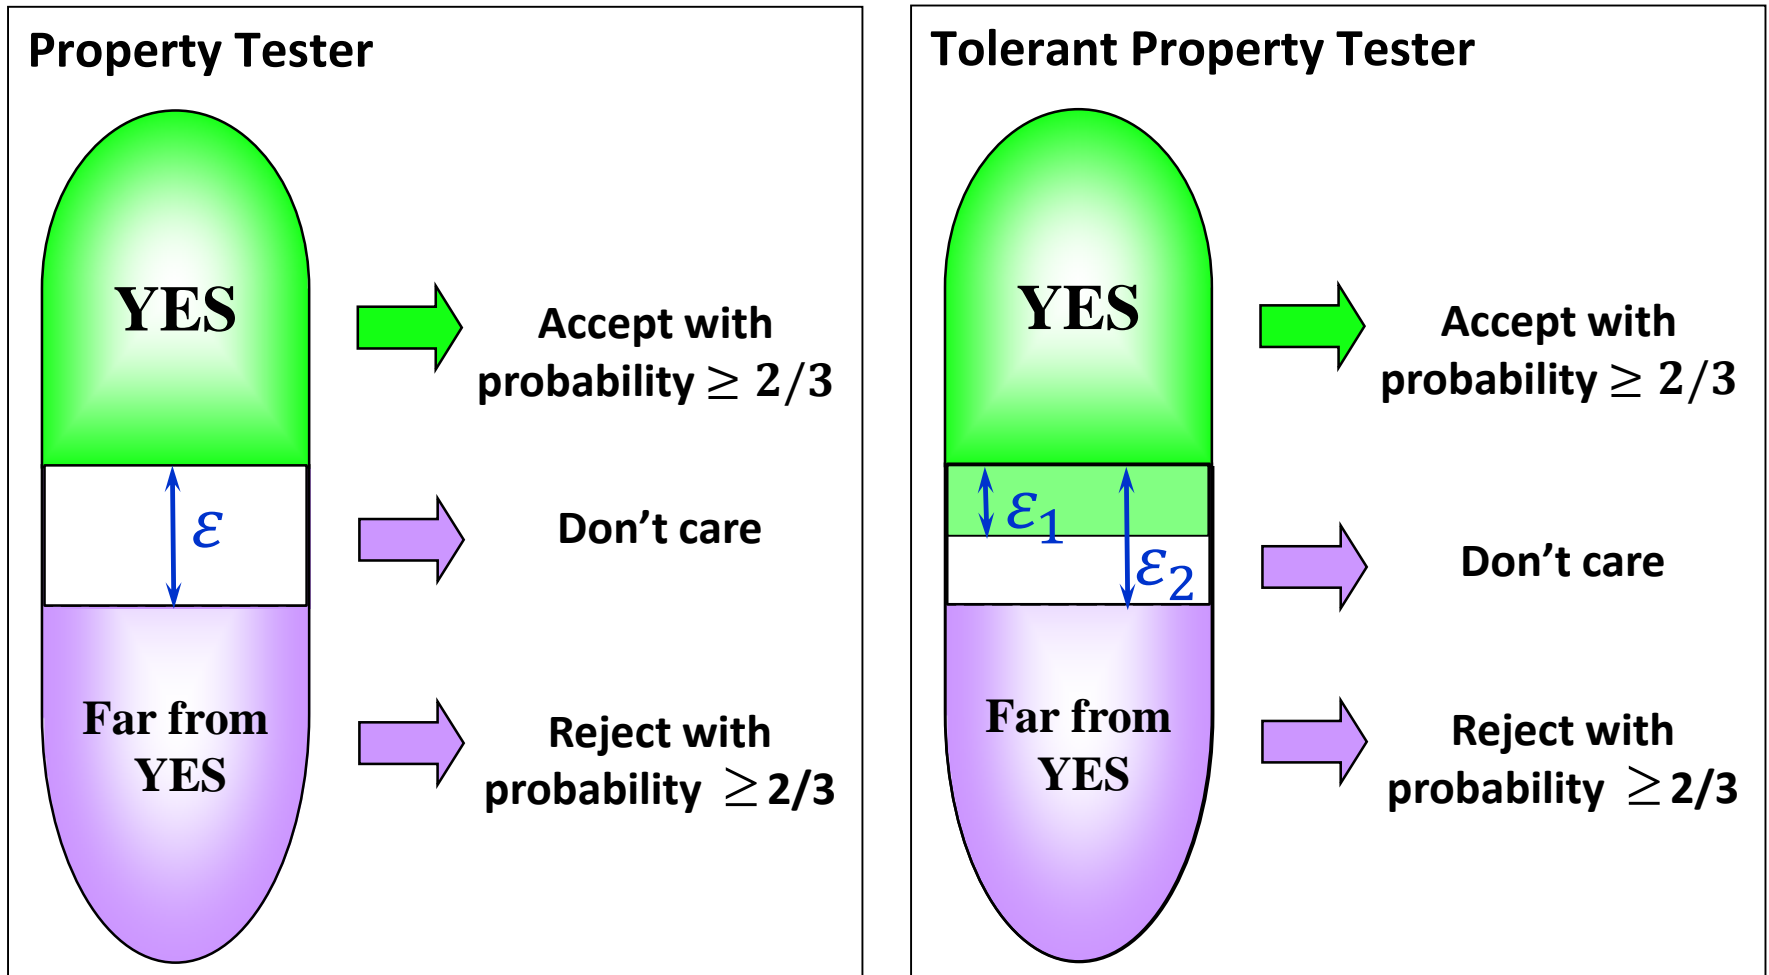 Property Tester
YES
Accept with
probability ≥ 2/3
ε
Don’t care
Far from
YES
Reject with
probability ≥ 2/3
Tolerant Property Tester
YES
Accept with
probability ≥ 2/3
ε1
ε2
Don’t care
Far from
YES
Reject with
probability ≥ 2/3